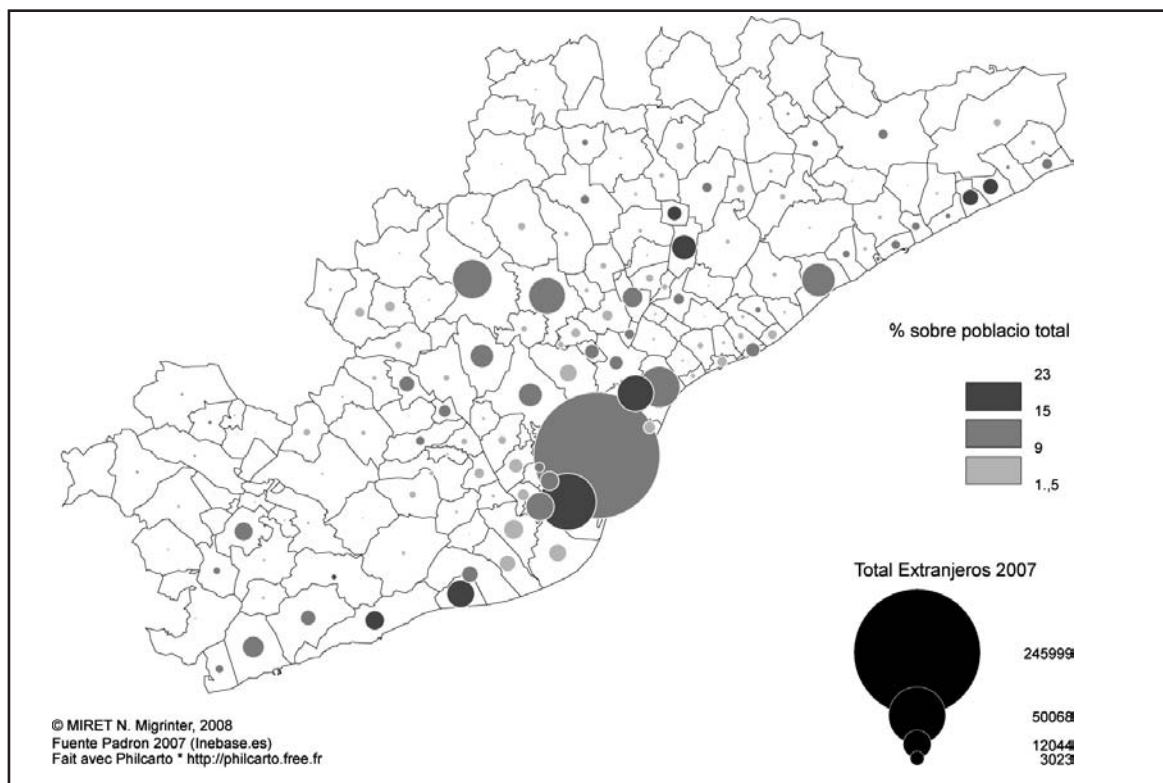 % sobre poblacio total
23
15
9
1.,5
Total Extranjeros 2007
245999
50068
12044
3023
© MIRET N. Migrinter, 2008
Fuente Padron 2007 (Inebase.es)
Fait avec Philcarto * http://philcarto.free.fr